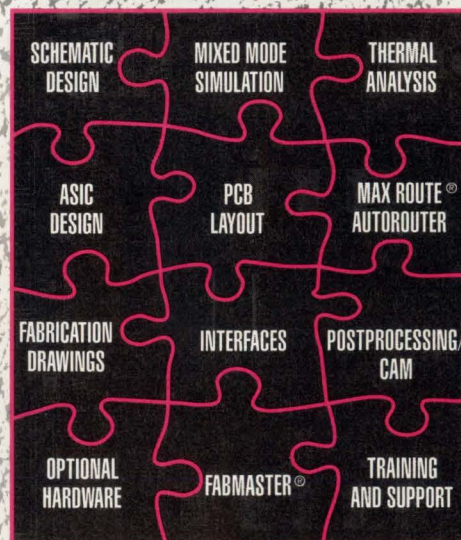 SCHEMATIC
DESIGN
MIXED MODE
SIMULATION
THERMAL
ANALYSIS
ASIC
DESIGN
PCB
LAYOUT
MAX ROUTE®
AUTOROUTER
FABRICATION
DRAWINGS
INTERFACES
POSTPROCESSING/
CAM
OPTIONAL
HARDWARE
FABMASTER®
TRAINING
AND SUPPORT